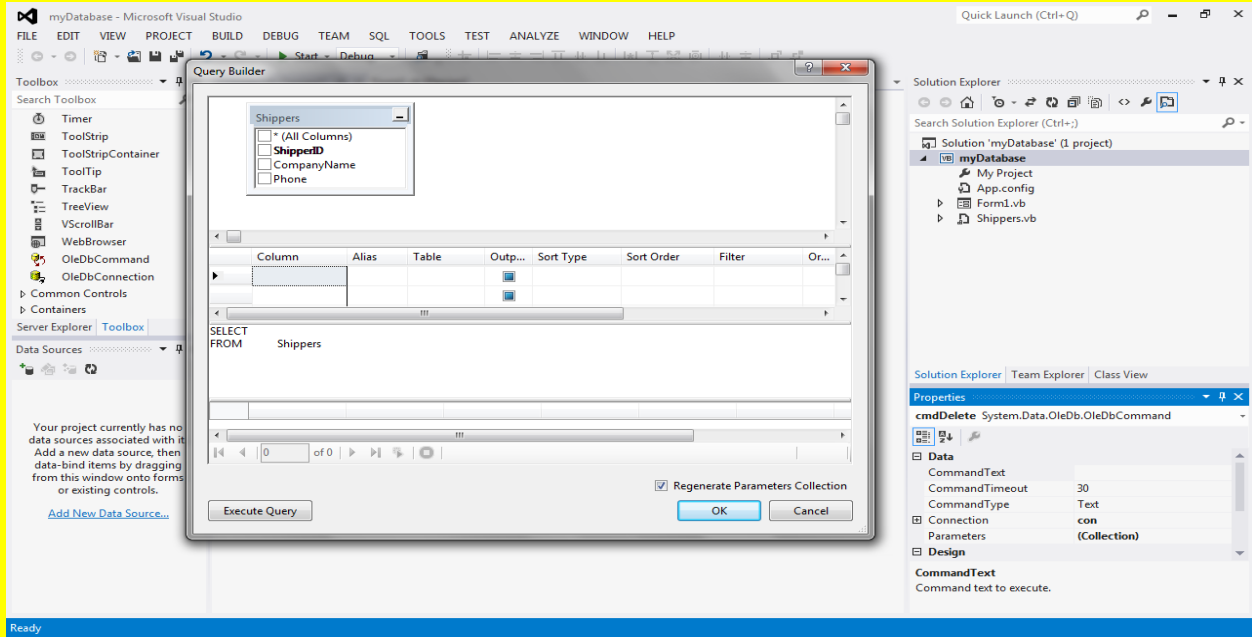 myDatabase - Microsoft Visual Studio
Quick Launch (Ctrl+Q)
FILE EDIT VIEW PROJECT BUILD DEBUG TEAM SQL TOOLS TEST ANALYZE WINDOW HELP
Start Debug
Toolbox
Search Toolbox
Timer
ToolStrip
ToolStripContainer
ToolTip
TrackBar
TreeView
VScrollBar
WebBrowser
OleDbCommand
OleDbConnection
Common Controls
Containers
Server Explorer Toolbox
Data Sources
Your project currently has no
data sources associated with it
Add a new data source, then
data-bind items by dragging
from this window onto forms
or existing controls.
Add New Data Source...
Query Builder
Shippers
* (All Columns)
ShipperID
CompanyName
Phone
Column Alias Table Outp... Sort Type Sort Order Filter Or...
SELECT
FROM Shippers
0 of 0
Regenerate Parameters Collection
Execute Query OK Cancel
Solution Explorer
Search Solution Explorer (Ctrl+;)
Solution 'myDatabase' (1 project)
VB myDatabase
My Project
App.config
Form1.vb
Shippers.vb
Solution Explorer Team Explorer Class View
Properties
cmdDelete System.Data.OleDb.OleDbCommand
Data
CommandText
CommandTimeout 30
CommandType Text
Connection con
Parameters (Collection)
Design
CommandText
Command text to execute.
Ready